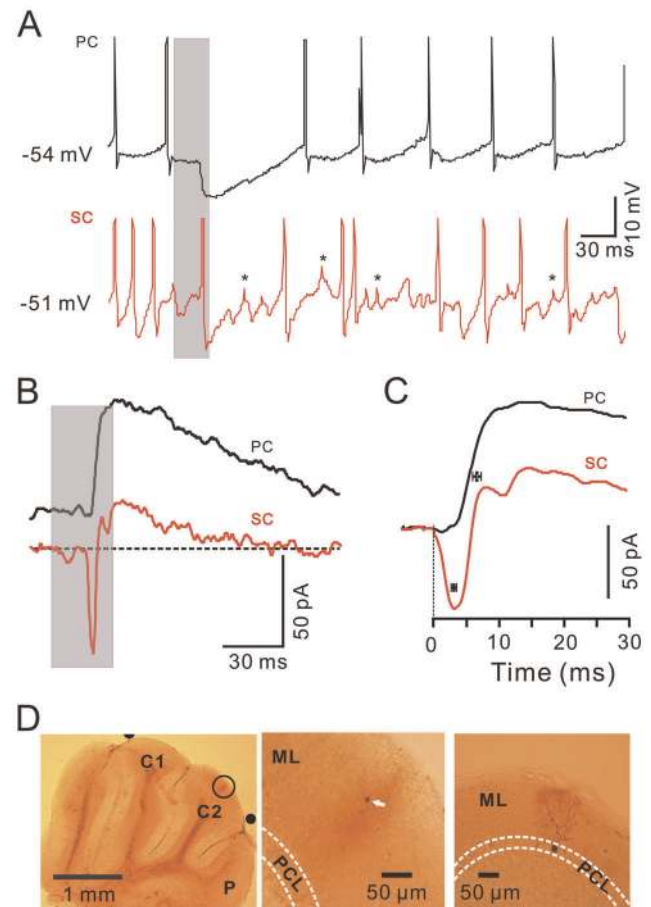 A
PC
-54 mV
10 mV
30 ms
SC
* * * *
-51 mV
B
PC
SC
50 pA
30 ms
C
PC
SC
50 pA
0 10 20 30
Time (ms)
D
C1
C2
P
1 mm
ML
PCL
50 µm
ML
PCL
50 µm